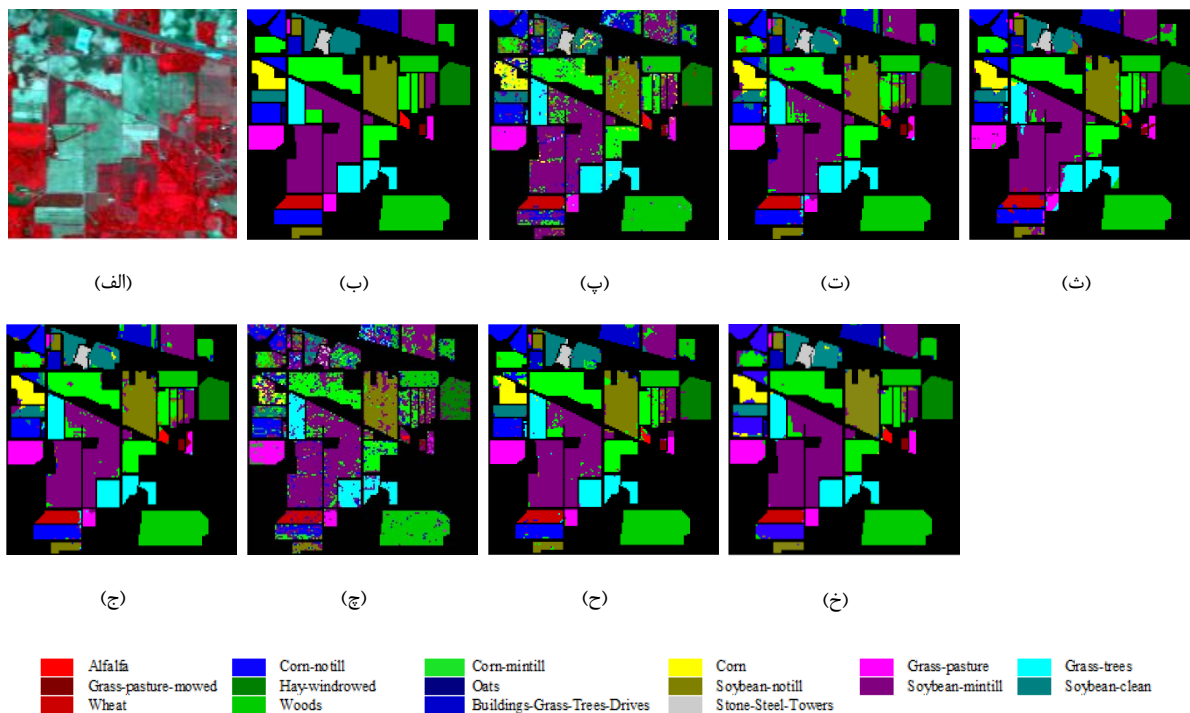 (الف) (ب) (پ) (ت) (ث)
(ج) (چ) (ح) (خ)
Alfalfa Corn-notill Corn-mintill Corn Grass-pasture Grass-trees
Grass-pasture-mowed Hay-windrowed Oats Soybean-notill Soybean-mintill Soybean-clean
Wheat Woods Buildings-Grass-Trees-Drives Stone-Steel-Towers